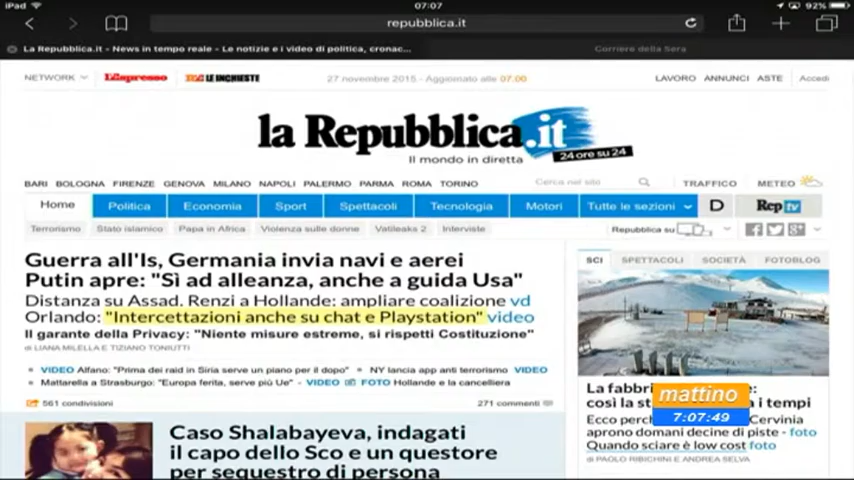 iPad 07:07 92%
repubblica.it
La Repubblica.it - News in tempo reale - Le notizie e i video di politica, cronac... Corriere della Sera
NETWORK l'Espresso RE LE INCHIESTE 27 novembre 2015 - Aggiornato alle 07.00 LAVORO ANNUNCI ASTE Accedi
la Repubblica.it
Il mondo in diretta 24 ore su 24
BARI BOLOGNA FIRENZE GENOVA MILANO NAPOLI PALERMO PARMA ROMA TORINO Cerca nel sito TRAFFICO METEO
Home Politica Economia Sport Spettacoli Tecnologia Motori Tutte le sezioni D Rep tv
Terrorismo Stato islamico Papa in Africa Violenza sulle donne Vatileaks 2 Interviste Repubblica su
Guerra all'Is, Germania invia navi e aerei
Putin apre: "Sì ad alleanza, anche a guida Usa"
Distanza su Assad. Renzi a Hollande: ampliare coalizione vd
Orlando: "Intercettazioni anche su chat e Playstation" video
Il garante della Privacy: "Niente misure estreme, si rispetti Costituzione"
di LIANA MILELLA E TIZIANO TONIUTTI
VIDEO Alfano: "Prima dei raid in Siria serve un piano per il dopo" NY lancia app anti terrorismo VIDEO
Mattarella a Strasburgo: "Europa ferita, serve più Ue" - VIDEO FOTO Hollande e la cancelliera
561 condivisioni 271 commenti
Caso Shalabayeva, indagati
il capo dello Sco e un questore
per sequestro di persona
SCI SPETTACOLI SOCIETÀ FOTOBLOG
La fabbri e:
così la st a i tempi
Ecco perc Cervinia
aprono domani decine di piste - foto
Quando sciare è low cost foto
di PAOLO RIBICHINI E ANDREA SELVA
mattino
7:07:49